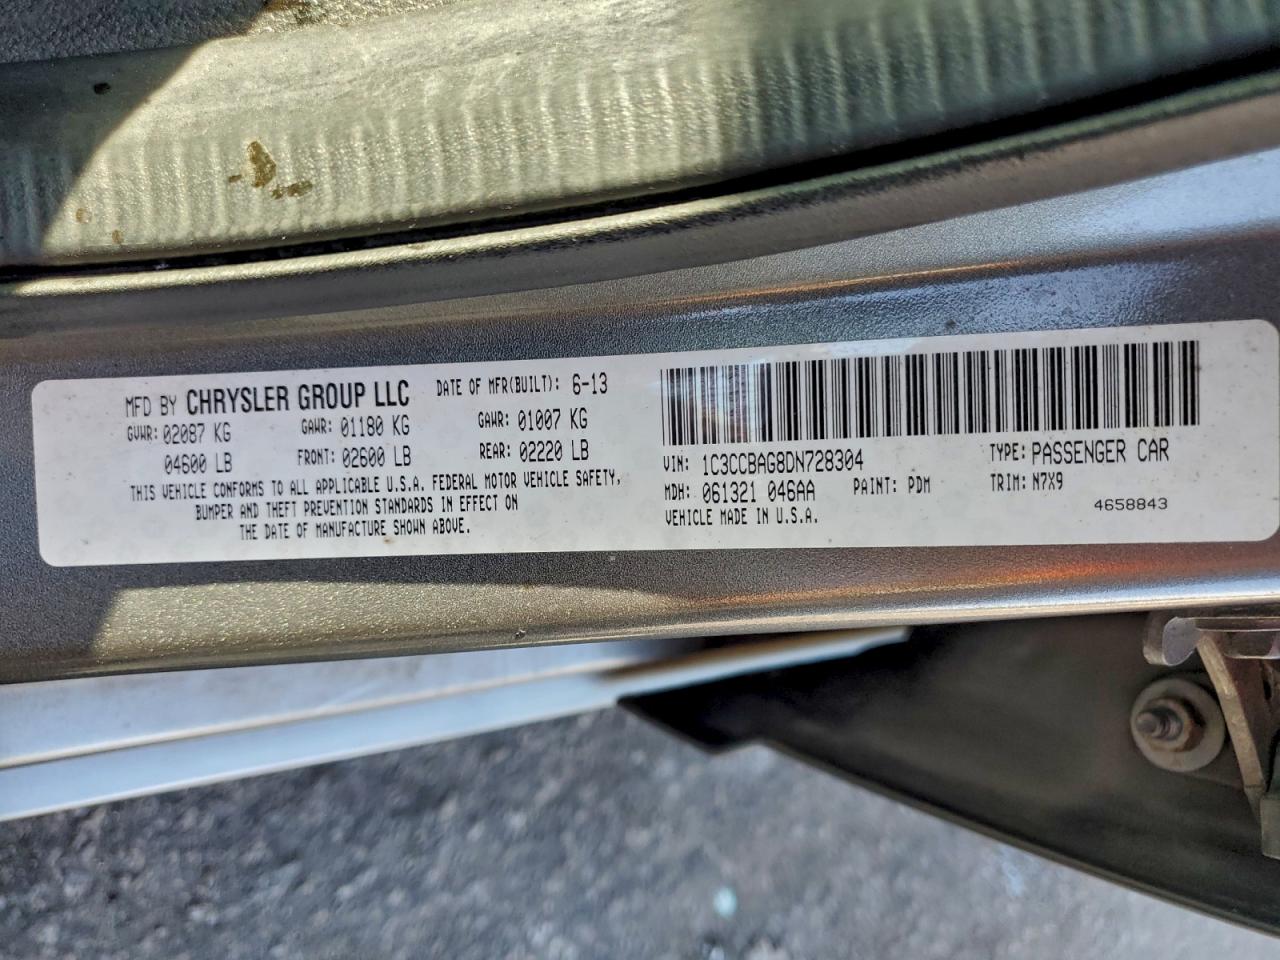 MFD BY CHRYSLER GROUP LLC DATE OF MFR(BUILT): 6-13
GVWR: 02087 KG GAWR: 01180 KG GAWR: 01007 KG
04600 LB FRONT: 02600 LB REAR: 02220 LB
THIS VEHICLE CONFORMS TO ALL APPLICABLE U.S.A. FEDERAL MOTOR VEHICLE SAFETY,
BUMPER AND THEFT PREVENTION STANDARDS IN EFFECT ON
THE DATE OF MANUFACTURE SHOWN ABOVE.
VIN: 1C3CCBAG8DN728304 TYPE: PASSENGER CAR
MDH: 061321 046AA PAINT: PDM TRIM: N7X9
VEHICLE MADE IN U.S.A. 4658843